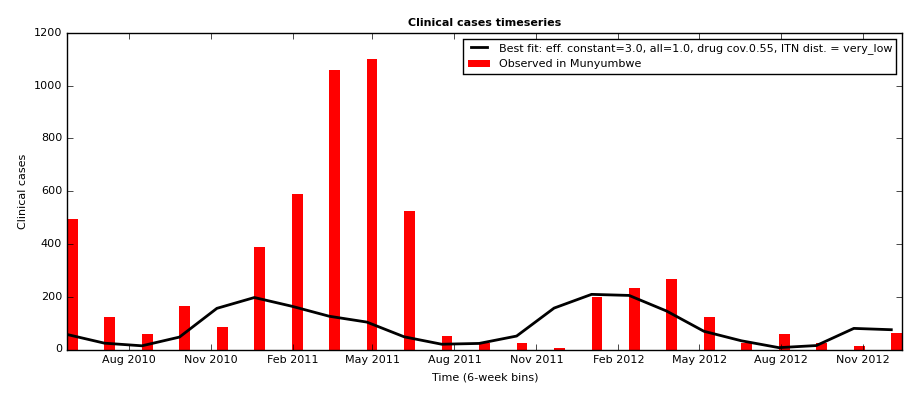 Clinical cases timeseries
1200
1000
800
600
400
200
0
Clinical cases
Best fit: eff. constant=3.0, all=1.0, drug cov.0.55, ITN dist. = very_low
Observed in Munyumbwe
Aug 2010 Nov 2010 Feb 2011 May 2011 Aug 2011 Nov 2011 Feb 2012 May 2012 Aug 2012 Nov 2012
Time (6-week bins)